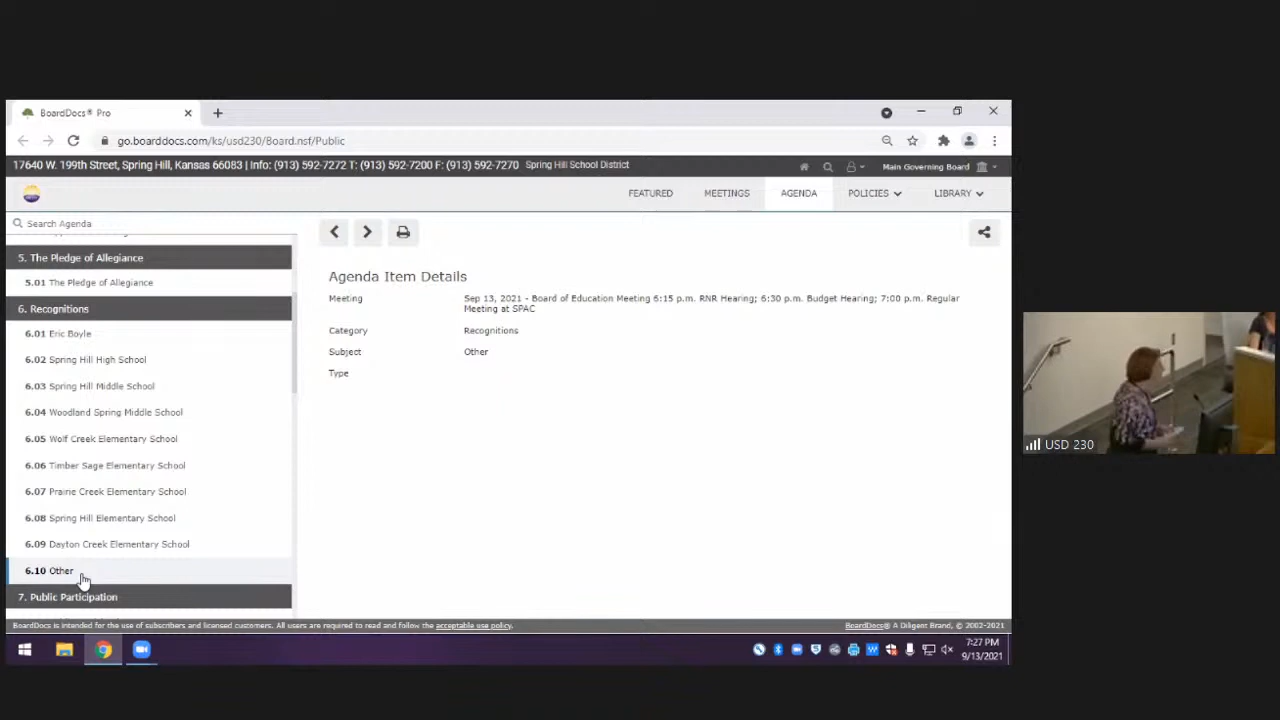 BoardDocs® Pro
go.boarddocs.com/ks/usd230/Board.nsf/Public
17640 W. 199th Street, Spring Hill, Kansas 66083 | Info: (913) 592-7272 T: (913) 592-7200 F: (913) 592-7270 Spring Hill School District
Main Governing Board
FEATURED MEETINGS AGENDA POLICIES LIBRARY
Search Agenda
5. The Pledge of Allegiance
5.01 The Pledge of Allegiance
6. Recognitions
6.01 Eric Boyle
6.02 Spring Hill High School
6.03 Spring Hill Middle School
6.04 Woodland Spring Middle School
6.05 Wolf Creek Elementary School
6.06 Timber Sage Elementary School
6.07 Prairie Creek Elementary School
6.08 Spring Hill Elementary School
6.09 Dayton Creek Elementary School
6.10 Other
7. Public Participation
Agenda Item Details
Meeting Sep 13, 2021 - Board of Education Meeting 6:15 p.m. RNR Hearing; 6:30 p.m. Budget Hearing; 7:00 p.m. Regular
Meeting at SPAC
Category Recognitions
Subject Other
Type
USD 230
BoardDocs is intended for the use of subscribers and licensed customers. All users are required to read and follow the acceptable use policy.
BoardDocs® A Diligent Brand, © 2002-2021
7:27 PM
9/13/2021